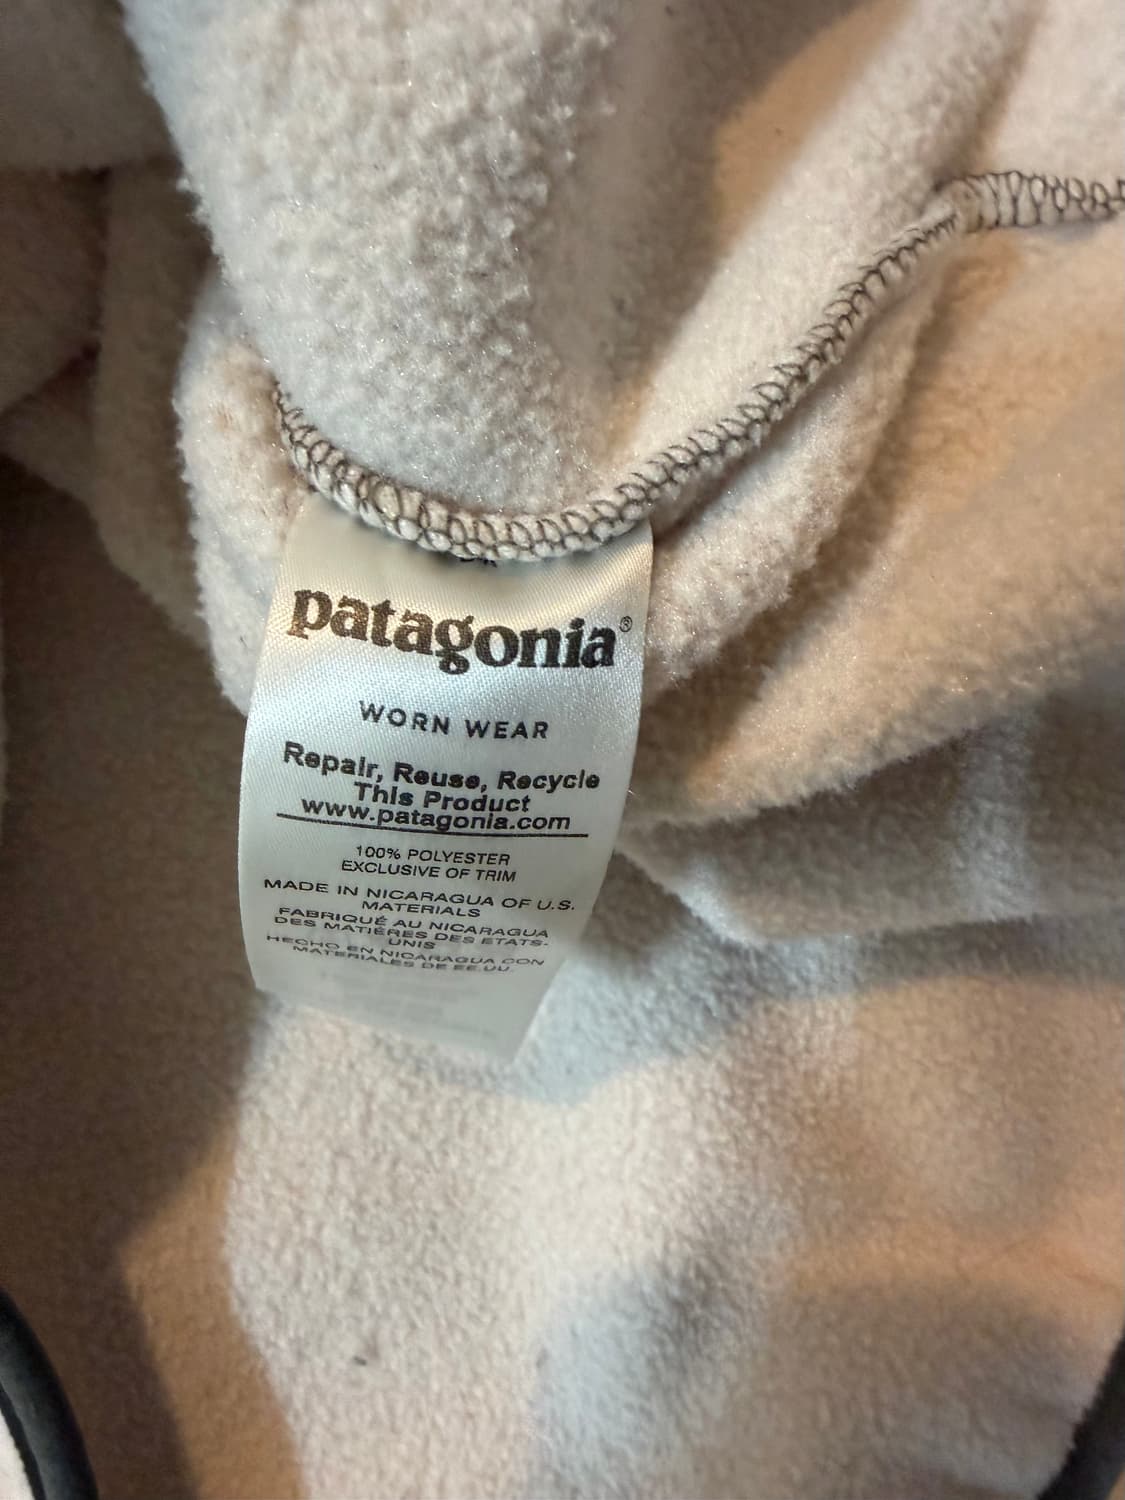 patagonia®
WORN WEAR
Repair, Reuse, Recycle
This Product
www.patagonia.com
100% POLYESTER
EXCLUSIVE OF TRIM
MADE IN NICARAGUA OF U.S.
MATERIALS
FABRIQUÉ AU NICARAGUA
DES MATIÈRES DES ETATS-
UNIS
HECHO EN NICARAGUA CON
MATERIALES DE EE.UU.